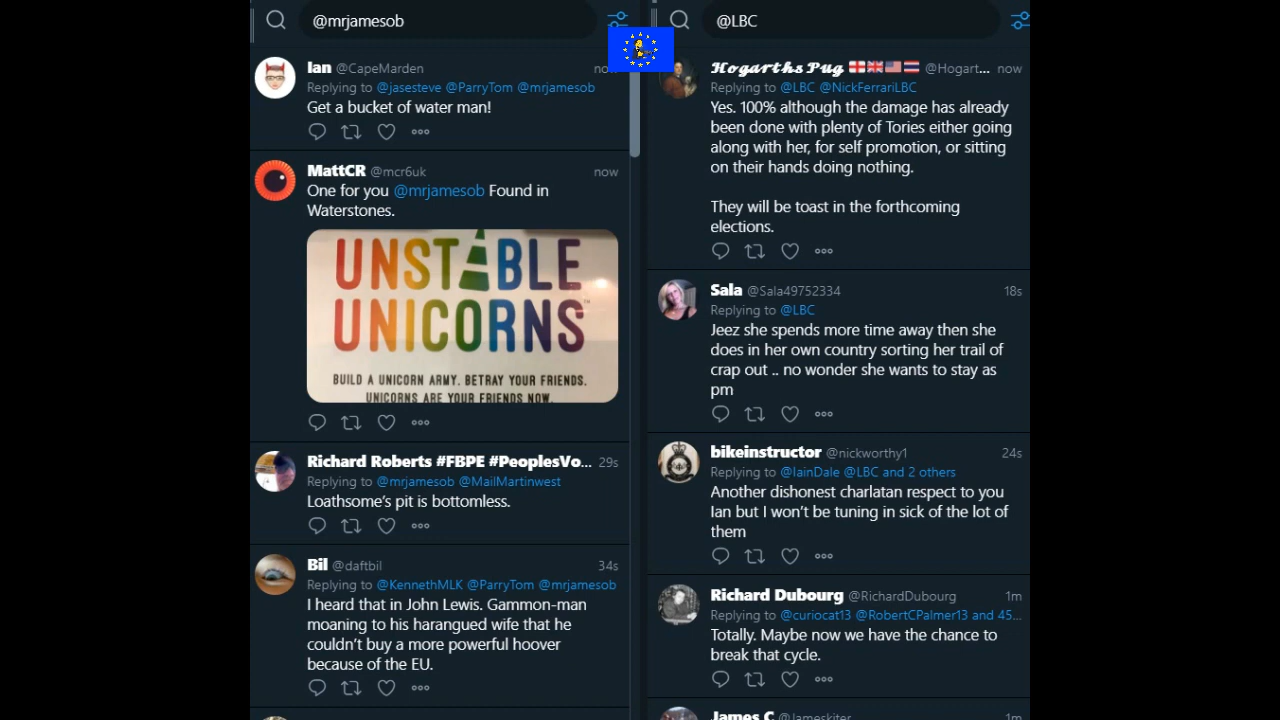 @mrjamesob
Ian @CapeMarden now
Replying to @jasesteve @ParryTom @mrjamesob
Get a bucket of water man!
MattCR @mcr6uk now
One for you @mrjamesob Found in
Waterstones.
UNSTABLE
UNICORNS™
BUILD A UNICORN ARMY. BETRAY YOUR FRIENDS.
UNICORNS ARE YOUR FRIENDS NOW.
Richard Roberts #FBPE #PeoplesVo... 29s
Replying to @mrjamesob @MailMartinwest
Loathsome's pit is bottomless.
Bil @daftbil 34s
Replying to @KennethMLK @ParryTom @mrjamesob
I heard that in John Lewis. Gammon-man
moaning to his harangued wife that he
couldn't buy a more powerful hoover
because of the EU.
@LBC
Hogarths Pug @Hogart... now
Replying to @LBC @NickFerrariLBC
Yes. 100% although the damage has already
been done with plenty of Tories either going
along with her, for self promotion, or sitting
on their hands doing nothing.
They will be toast in the forthcoming
elections.
Sala @Sala49752334 18s
Replying to @LBC
Jeez she spends more time away then she
does in her own country sorting her trail of
crap out .. no wonder she wants to stay as
pm
bikeinstructor @nickworthy1 24s
Replying to @IainDale @LBC and 2 others
Another dishonest charlatan respect to you
Ian but I won't be tuning in sick of the lot of
them
Richard Dubourg @RichardDubourg 1m
Replying to @curiocat13 @RobertCPalmer13 and 45...
Totally. Maybe now we have the chance to
break that cycle.
James C @Jameskiter 1m